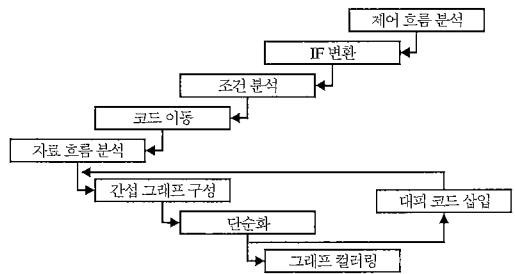 제어 흐름 분석
IF 변환
조건 분석
코드 이동
자료 흐름 분석
간섭 그래프 구성
대피 코드 삽입
단순화
그래프 컬러링